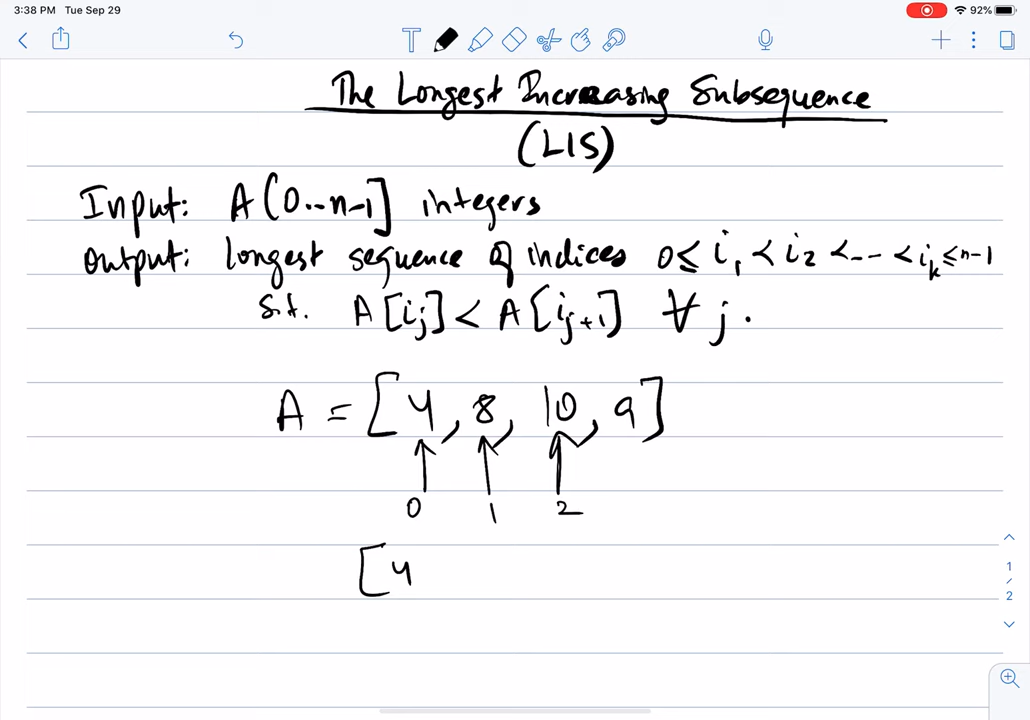 3:38 PM Tue Sep 29 92%
The Longest Increasing Subsequence
(LIS)
Input: A(0..n-1] integers
Output: longest sequence of indices 0 ≤ i₁ < i₂ < -- < iₖ ≤ n-1
s.t. A[iⱼ] < A[iⱼ₊₁] ∀ j.
A = [4, 8, 10, 9]
0 1 2
[4
1
/
2